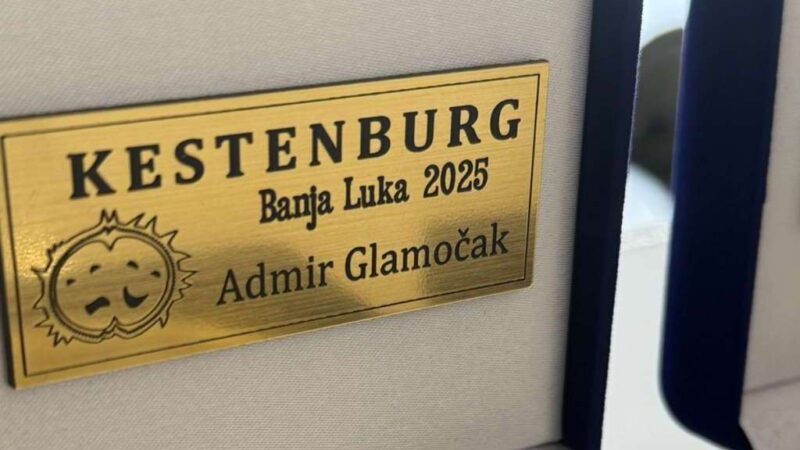 KESTENBURG
Banja Luka 2025
Admir Glamočak